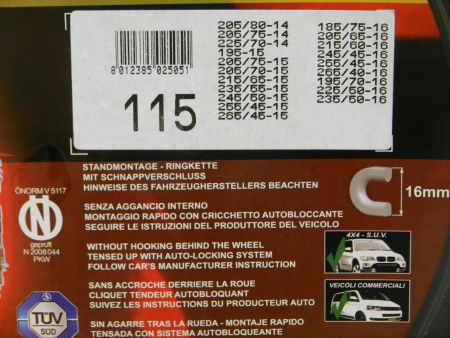 205/80-14
205/75-14
225/70-14
195-15
205/75-15
205/70-15
215/65-15
235/55-15
245/50-15
255/45-15
265/45-15
185/75-16
205/65-16
215/60-16
245/45-16
255/45-16
265/40-16
195/70-16
225/50-16
235/50-16
8 012385 025051
115
STANDMONTAGE - RINGKETTE
MIT SCHNAPPVERSCHLUSS
HINWEISE DES FAHRZEUGHERSTELLERS BEACHTEN
16mm
ÖNORM V 5117
N
geprüft
N 2008 044
PKW
SENZA AGGANCIO INTERNO
MONTAGGIO RAPIDO CON CRICCHETTO AUTOBLOCCANTE
SEGUIRE LE ISTRUZIONI DEL PRODUTTORE DEL VEICOLO
WITHOUT HOOKING BEHIND THE WHEEL
TENSED UP WITH AUTO-LOCKING SYSTEM
FOLLOW CAR'S MANUFACTURER INSTRUCTION
4X4 - S.U.V.
SANS ACCROCHE DERRIERE LA ROUE
CLIQUET TENDEUR AUTOBLOQUANT
SUIVEZ LES INSTRUCTIONS DU PRODUCTEUR AUTO
VEICOLI COMMERCIALI
TÜV
SÜD
SIN AGARRE TRAS LA RUEDA - MONTAJE RAPIDO
TENSADA CON SISTEMA AUTOBLOCANTE